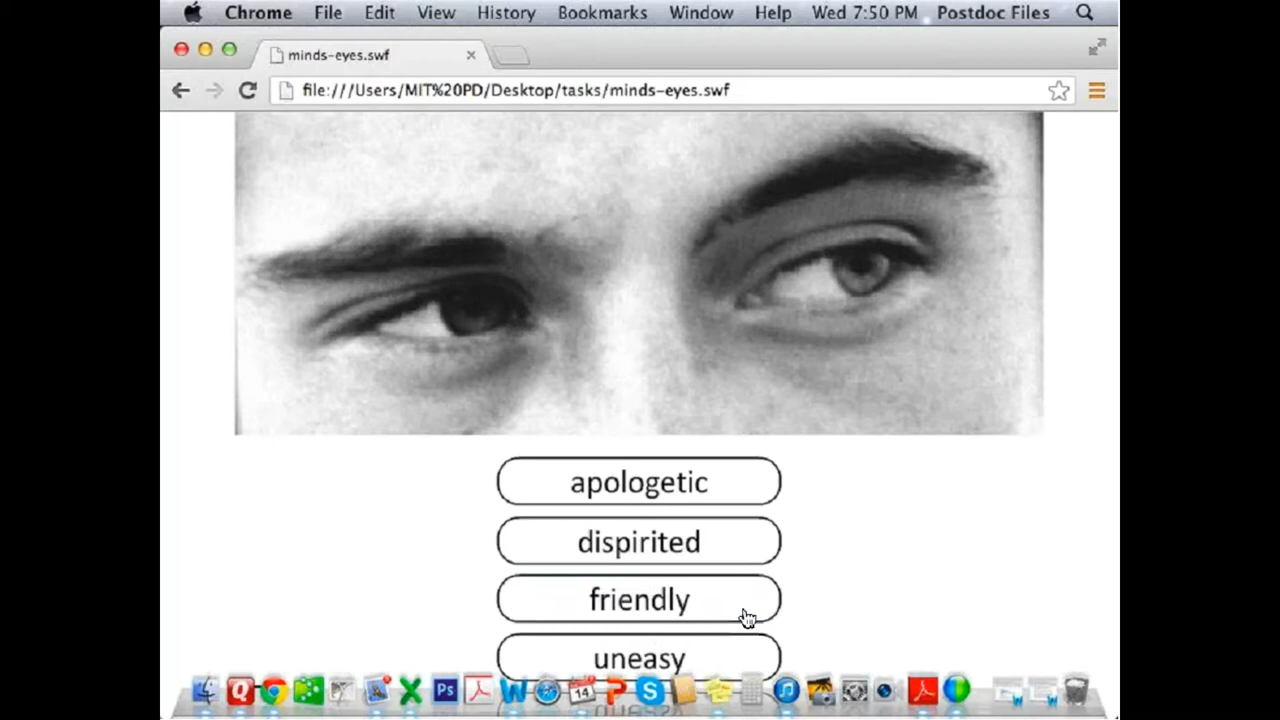 Chrome File Edit View History Bookmarks Window Help Wed 7:50 PM Postdoc Files
minds-eyes.swf
file:///Users/MIT%20PD/Desktop/tasks/minds-eyes.swf
apologetic
dispirited
friendly
uneasy
14